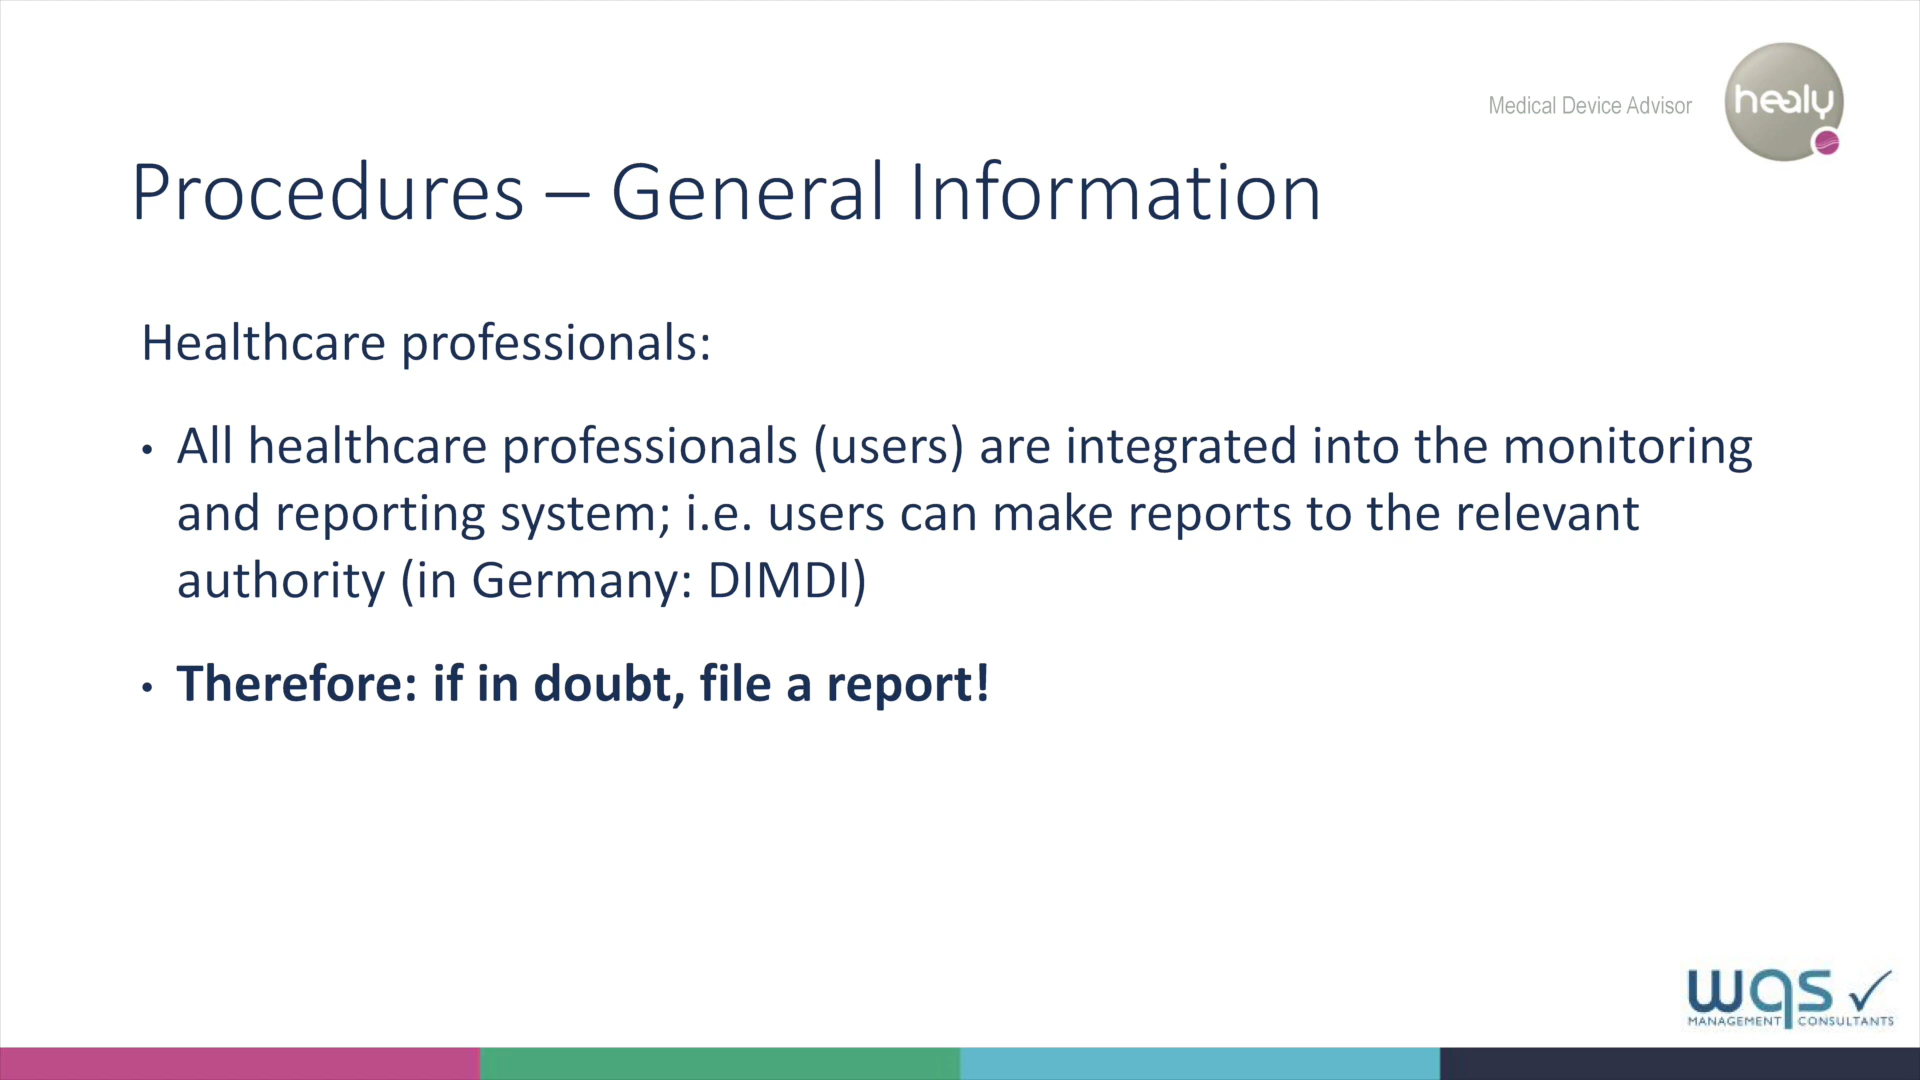 Medical Device Advisor
healy
Procedures – General Information
Healthcare professionals:
• All healthcare professionals (users) are integrated into the monitoring
and reporting system; i.e. users can make reports to the relevant
authority (in Germany: DIMDI)
• Therefore: if in doubt, file a report!
wqs
MANAGEMENT CONSULTANTS